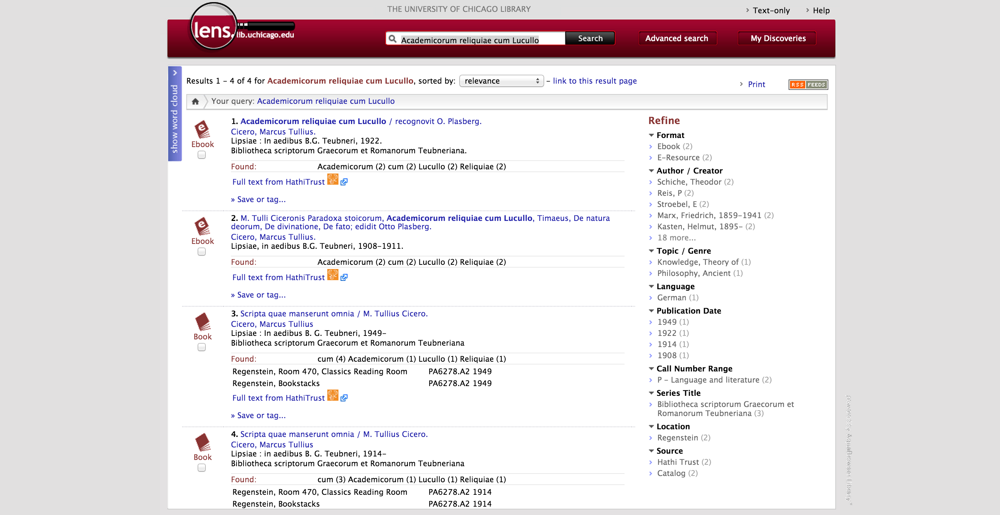 THE UNIVERSITY OF CHICAGO LIBRARY
Text-only
Help
lens.lib.uchicago.edu
Academicorum reliquiae cum Lucullo
Search
Advanced search
My Discoveries
show word cloud
Results 1 – 4 of 4 for Academicorum reliquiae cum Lucullo, sorted by: relevance – link to this result page
Print
RSS FEEDS
Your query: Academicorum reliquiae cum Lucullo
Ebook
1. Academicorum reliquiae cum Lucullo / recognovit O. Plasberg.
Cicero, Marcus Tullius.
Lipsiae : In aedibus B.G. Teubneri, 1922.
Bibliotheca scriptorum Graecorum et Romanorum Teubneriana.
Found: Academicorum (2) cum (2) Lucullo (2) Reliquiae (2)
Full text from HathiTrust
» Save or tag...
Ebook
2. M. Tulli Ciceronis Paradoxa stoicorum, Academicorum reliquiae cum Lucullo, Timaeus, De natura
deorum, De divinatione, De fato; edidit Otto Plasberg.
Cicero, Marcus Tullius.
Lipsiae, in aedibus B.G. Teubneri, 1908-1911.
Found: Academicorum (2) cum (2) Lucullo (2) Reliquiae (2)
Full text from HathiTrust
» Save or tag...
Book
3. Scripta quae manserunt omnia / M. Tullius Cicero.
Cicero, Marcus Tullius
Lipsiae : In aedibus B. G. Teubneri, 1949-
Bibliotheca scriptorum Graecorum et Romanorum Teubneriana
Found: cum (4) Academicorum (1) Lucullo (1) Reliquiae (1)
Regenstein, Room 470, Classics Reading Room PA6278.A2 1949
Regenstein, Bookstacks PA6278.A2 1949
Full text from HathiTrust
» Save or tag...
Book
4. Scripta quae manserunt omnia / M. Tullius Cicero.
Cicero, Marcus Tullius
Lipsiae : in aedibus B. G. Teubneri, 1914-
Bibliotheca scriptorum Graecorum et Romanorum Teubneriana
Found: cum (3) Academicorum (1) Lucullo (1) Reliquiae (1)
Regenstein, Room 470, Classics Reading Room PA6278.A2 1914
Regenstein, Bookstacks PA6278.A2 1914
Refine
Format
Ebook (2)
E-Resource (2)
Author / Creator
Schiche, Theodor (2)
Reis, P (2)
Stroebel, E (2)
Marx, Friedrich, 1859-1941 (2)
Kasten, Helmut, 1895- (2)
18 more...
Topic / Genre
Knowledge, Theory of (1)
Philosophy, Ancient (1)
Language
German (1)
Publication Date
1949 (1)
1922 (1)
1914 (1)
1908 (1)
Call Number Range
P - Language and literature (2)
Series Title
Bibliotheca scriptorum Graecorum et
Romanorum Teubneriana (3)
Location
Regenstein (2)
Source
Hathi Trust (2)
Catalog (2)
powered by AquaBrowser Library